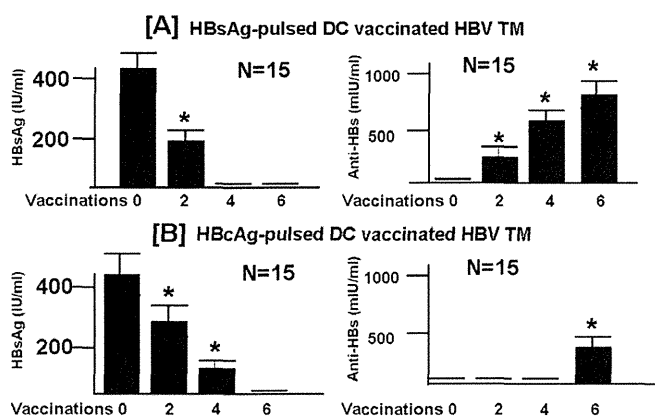 [A] HBsAg-pulsed DC vaccinated HBV TM
HBsAg (IU/ml)
400
200
N=15
*
Vaccinations 0 2 4 6
Anti-HBs (mIU/ml)
1000
500
N=15
* * *
Vaccinations 0 2 4 6
[B] HBcAg-pulsed DC vaccinated HBV TM
HBsAg (IU/ml)
400
200
N=15
* *
Vaccinations 0 2 4 6
Anti-HBs (mIU/ml)
1000
500
N=15
*
Vaccinations 0 2 4 6